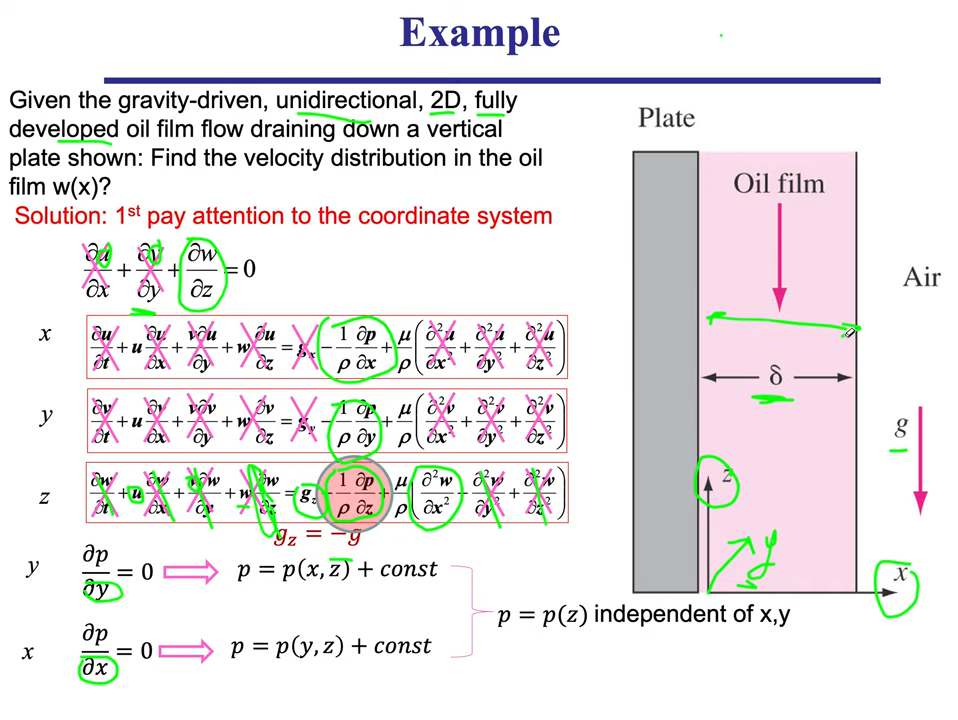 Example
Given the gravity-driven, unidirectional, 2D, fully
developed oil film flow draining down a vertical
plate shown: Find the velocity distribution in the oil
film w(x)?
Solution: 1st pay attention to the coordinate system
∂u/∂x + ∂v/∂y + ∂w/∂z = 0
x ∂u/∂t + u ∂u/∂x + v∂u/∂y + w ∂u/∂z = gₓ − 1/ρ ∂p/∂x + μ/ρ (∂²u/∂x² + ∂²u/∂y² + ∂²u/∂z²)
y ∂v/∂t + u ∂v/∂x + v∂v/∂y + w ∂v/∂z = g_y − 1/ρ ∂p/∂y + μ/ρ (∂²v/∂x² + ∂²v/∂y² + ∂²v/∂z²)
z ∂w/∂t + u ∂w/∂x + v∂w/∂y + w ∂w/∂z = g_z − 1/ρ ∂p/∂z + μ/ρ (∂²w/∂x² + ∂²w/∂y² + ∂²w/∂z²)
g_z = −g
y ∂p/∂y = 0 ⇒ p = p(x, z) + const
x ∂p/∂x = 0 ⇒ p = p(y, z) + const
p = p(z) independent of x,y
Plate
Oil film
Air
δ
g
z
y
x